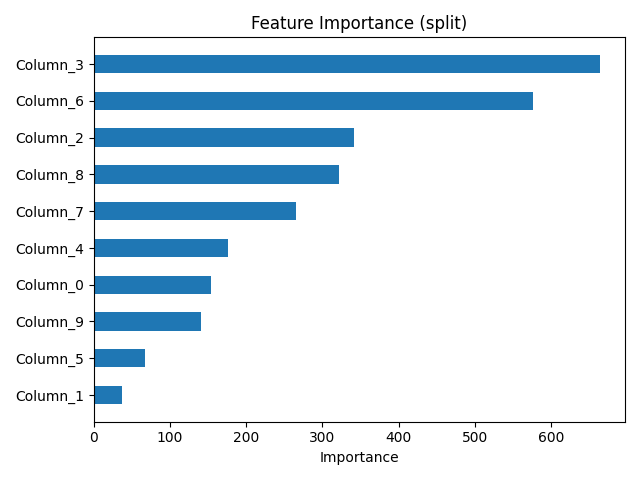 Feature Importance (split)
Column_3
Column_6
Column_2
Column_8
Column_7
Column_4
Column_0
Column_9
Column_5
Column_1
0 100 200 300 400 500 600
Importance